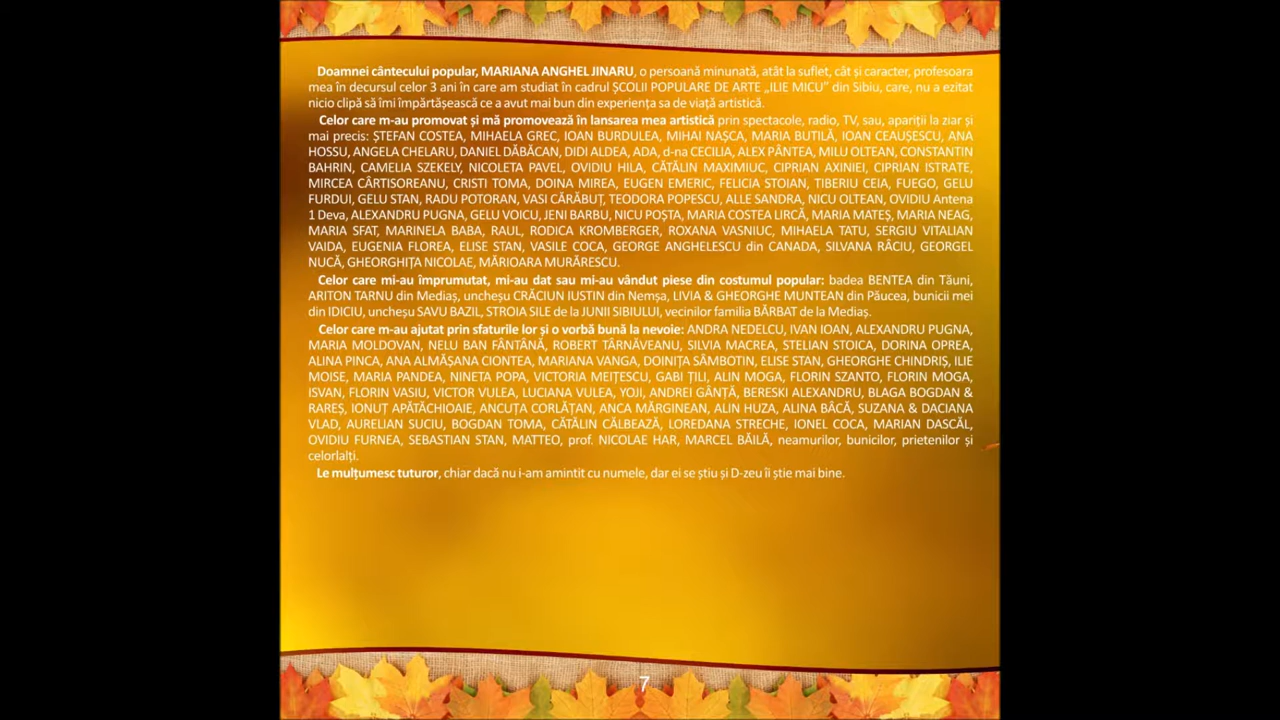 Doamnei cântecului popular, MARIANA ANGHEL JINARU, o persoană minunată, atât la suflet, cât și caracter, profesoara
mea în decursul celor 3 ani în care am studiat în cadrul ȘCOLII POPULARE DE ARTE „ILIE MICU” din Sibiu, care, nu a ezitat
nicio clipă să îmi împărtășească ce a avut mai bun din experiența sa de viață artistică.
Celor care m-au promovat și mă promovează în lansarea mea artistică prin spectacole, radio, TV, sau, apariții la ziar și
mai precis: ȘTEFAN COSTEA, MIHAELA GREC, IOAN BURDULEA, MIHAI NAȘCA, MARIA BUTILĂ, IOAN CEAUȘESCU, ANA
HOSSU, ANGELA CHELARU, DANIEL DĂBĂCAN, DIDI ALDEA, ADA, d-na CECILIA, ALEX PÂNTEA, MILU OLTEAN, CONSTANTIN
BAHRIN, CAMELIA SZEKELY, NICOLETA PAVEL, OVIDIU HILA, CĂTĂLIN MAXIMIUC, CIPRIAN AXINIEI, CIPRIAN ISTRATE,
MIRCEA CÂRTISOREANU, CRISTI TOMA, DOINA MIREA, EUGEN EMERIC, FELICIA STOIAN, TIBERIU CEIA, FUEGO, GELU
FURDUI, GELU STAN, RADU POTORAN, VASI CĂRĂBUȚ, TEODORA POPESCU, ALLE SANDRA, NICU OLTEAN, OVIDIU Antena
1 Deva, ALEXANDRU PUGNA, GELU VOICU, JENI BARBU, NICU POȘTA, MARIA COSTEA LIRCĂ, MARIA MATEȘ, MARIA NEAG,
MARIA SFAT, MARINELA BABA, RAUL, RODICA KROMBERGER, ROXANA VASNIUC, MIHAELA TATU, SERGIU VITALIAN
VAIDA, EUGENIA FLOREA, ELISE STAN, VASILE COCA, GEORGE ANGHELESCU din CANADA, SILVANA RÂCIU, GEORGEL
NUCĂ, GHEORGHIȚA NICOLAE, MĂRIOARA MURĂRESCU.
Celor care mi-au împrumutat, mi-au dat sau mi-au vândut piese din costumul popular: badea BENTEA din Tăuni,
ARITON TARNU din Mediaș, uncheșu CRĂCIUN IUSTIN din Nemșa, LIVIA & GHEORGHE MUNTEAN din Păucea, bunicii mei
din IDICIU, uncheșu SAVU BAZIL, STROIA SILE de la JUNII SIBIULUI, vecinilor familia BĂRBAT de la Mediaș.
Celor care m-au ajutat prin sfaturile lor și o vorbă bună la nevoie: ANDRA NEDELCU, IVAN IOAN, ALEXANDRU PUGNA,
MARIA MOLDOVAN, NELU BAN FÂNTÂNĂ, ROBERT TÂRNĂVEANU, SILVIA MACREA, STELIAN STOICA, DORINA OPREA,
ALINA PINCA, ANA ALMĂȘANA CIONTEA, MARIANA VANGA, DOINIȚA SÂMBOTIN, ELISE STAN, GHEORGHE CHINDRIȘ, ILIE
MOISE, MARIA PANDEA, NINETA POPA, VICTORIA MEIȚESCU, GABI ȚILI, ALIN MOGA, FLORIN SZANTO, FLORIN MOGA,
ISVAN, FLORIN VASIU, VICTOR VULEA, LUCIANA VULEA, YOJI, ANDREI GÂNȚĂ, BERESKI ALEXANDRU, BLAGA BOGDAN &
RAREȘ, IONUȚ APĂTĂCHIOAIE, ANCUȚA CORLĂȚAN, ANCA MĂRGINEAN, ALIN HUZA, ALINA BÂCĂ, SUZANA & DACIANA
VLAD, AURELIAN SUCIU, BOGDAN TOMA, CĂTĂLIN CĂLBEAZĂ, LOREDANA STRECHE, IONEL COCA, MARIAN DASCĂL,
OVIDIU FURNEA, SEBASTIAN STAN, MATTEO, prof. NICOLAE HAR, MARCEL BĂILĂ, neamurilor, bunicilor, prietenilor și
celorlalți.
Le mulțumesc tuturor, chiar dacă nu i-am amintit cu numele, dar ei se știu și D-zeu îi știe mai bine.
7